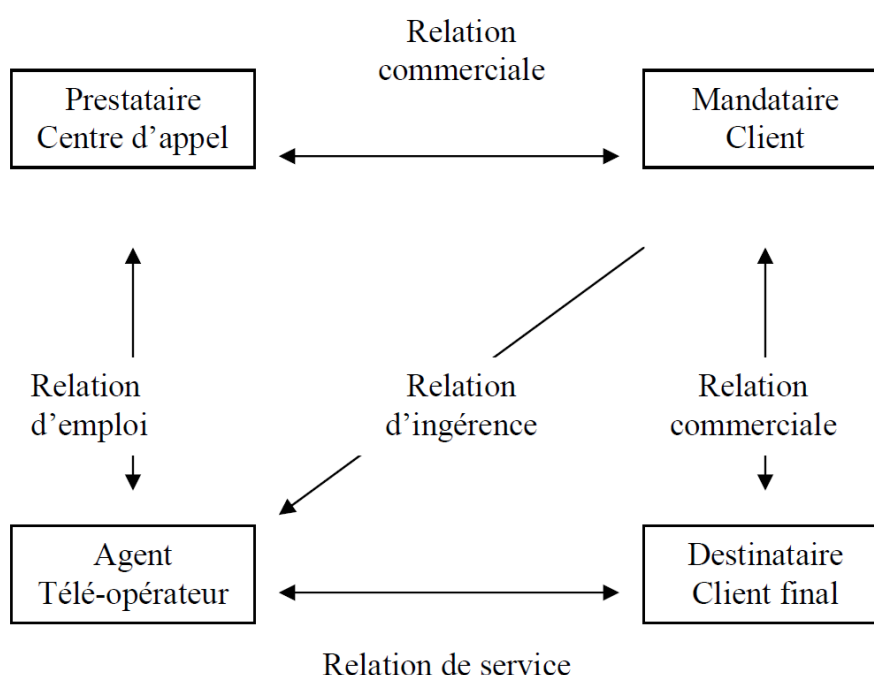 Relation
commerciale
Prestataire
Centre d'appel
Mandataire
Client
Relation
d'emploi
Relation
d'ingérence
Relation
commerciale
Agent
Télé-opérateur
Destinataire
Client final
Relation de service